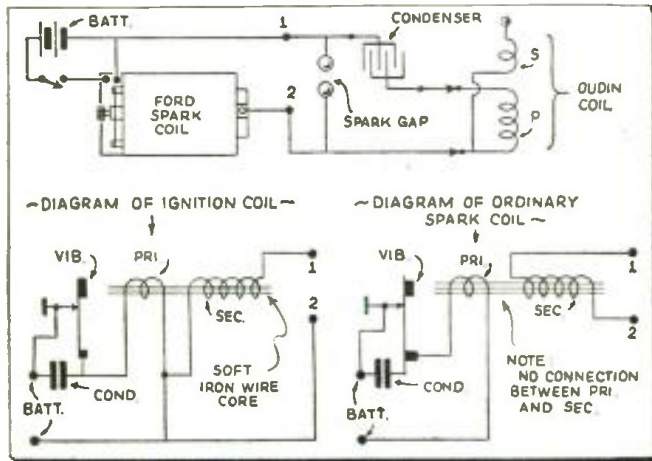 BATT.
1
CONDENSER
S
FORD
SPARK
COIL
2
SPARK GAP
P
OUDIN
COIL
~DIAGRAM OF IGNITION COIL~
VIB.
PRI.
1
SEC.
2
SOFT
IRON WIRE
CORE
COND.
BATT.
~DIAGRAM OF ORDINARY
SPARK COIL~
VIB.
PRI.
1
SEC.
2
NOTE
NO CONNECTION
BETWEEN PRI.
AND SEC.
COND.
BATT.